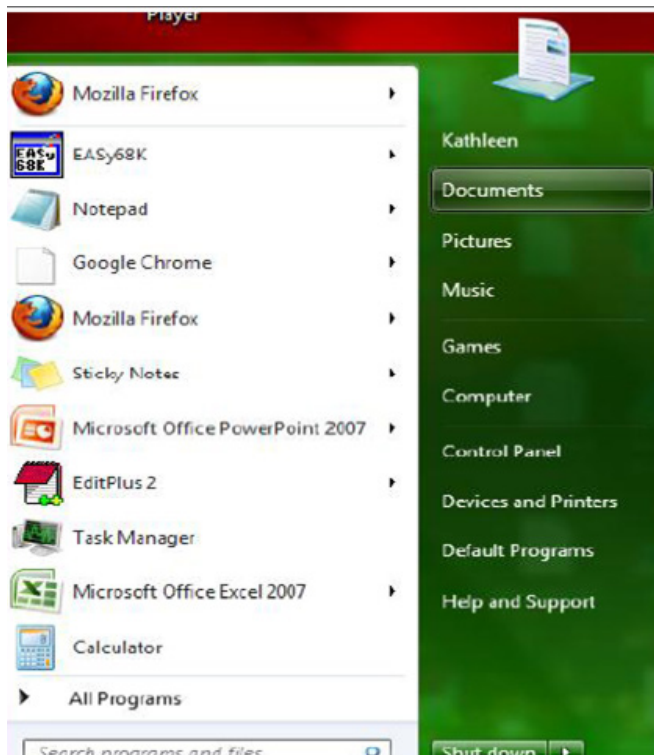 Player
Mozilla Firefox
EASy68K
EASy68K
Notepad
Google Chrome
Mozilla Firefox
Sticky Notes
Microsoft Office PowerPoint 2007
EditPlus 2
Task Manager
Microsoft Office Excel 2007
Calculator
All Programs
Search programs and files
Kathleen
Documents
Pictures
Music
Games
Computer
Control Panel
Devices and Printers
Default Programs
Help and Support
Shut down